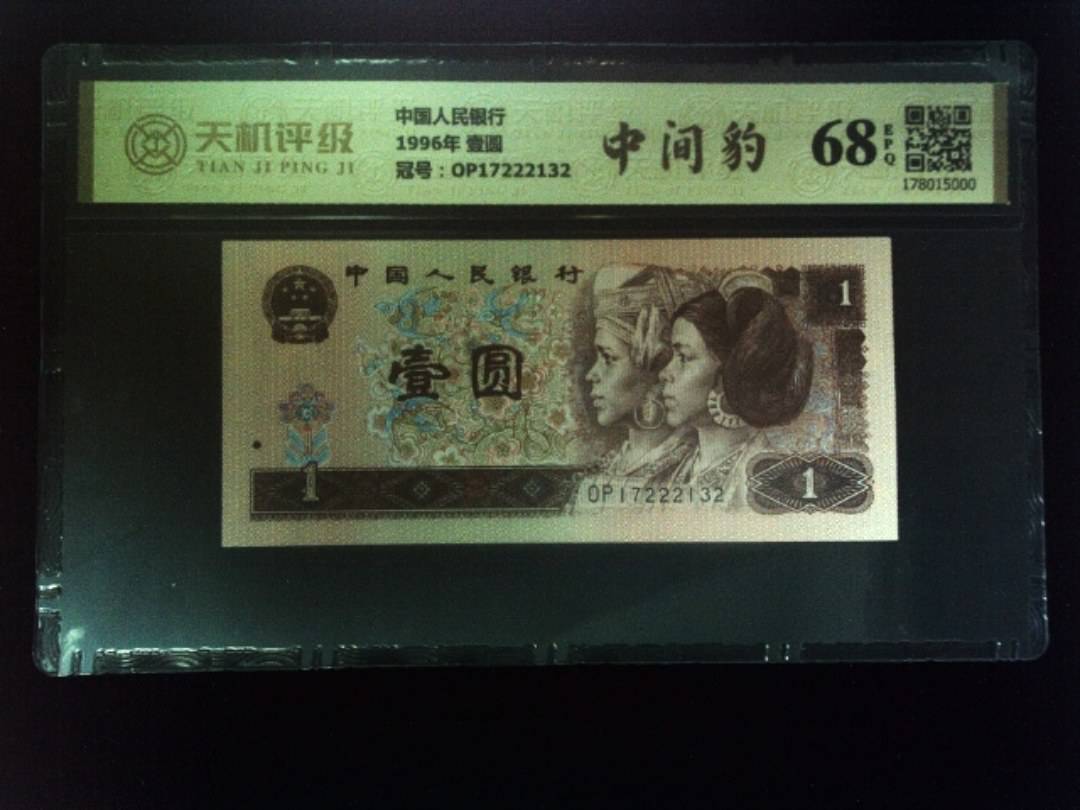 天机评级
TIAN JI PING JI
中国人民银行
1996年 壹圆
冠号：OP17222132
中间豹
68
EPQ
178015000
中国人民银行
1
壹圆
1
OP17222132
1